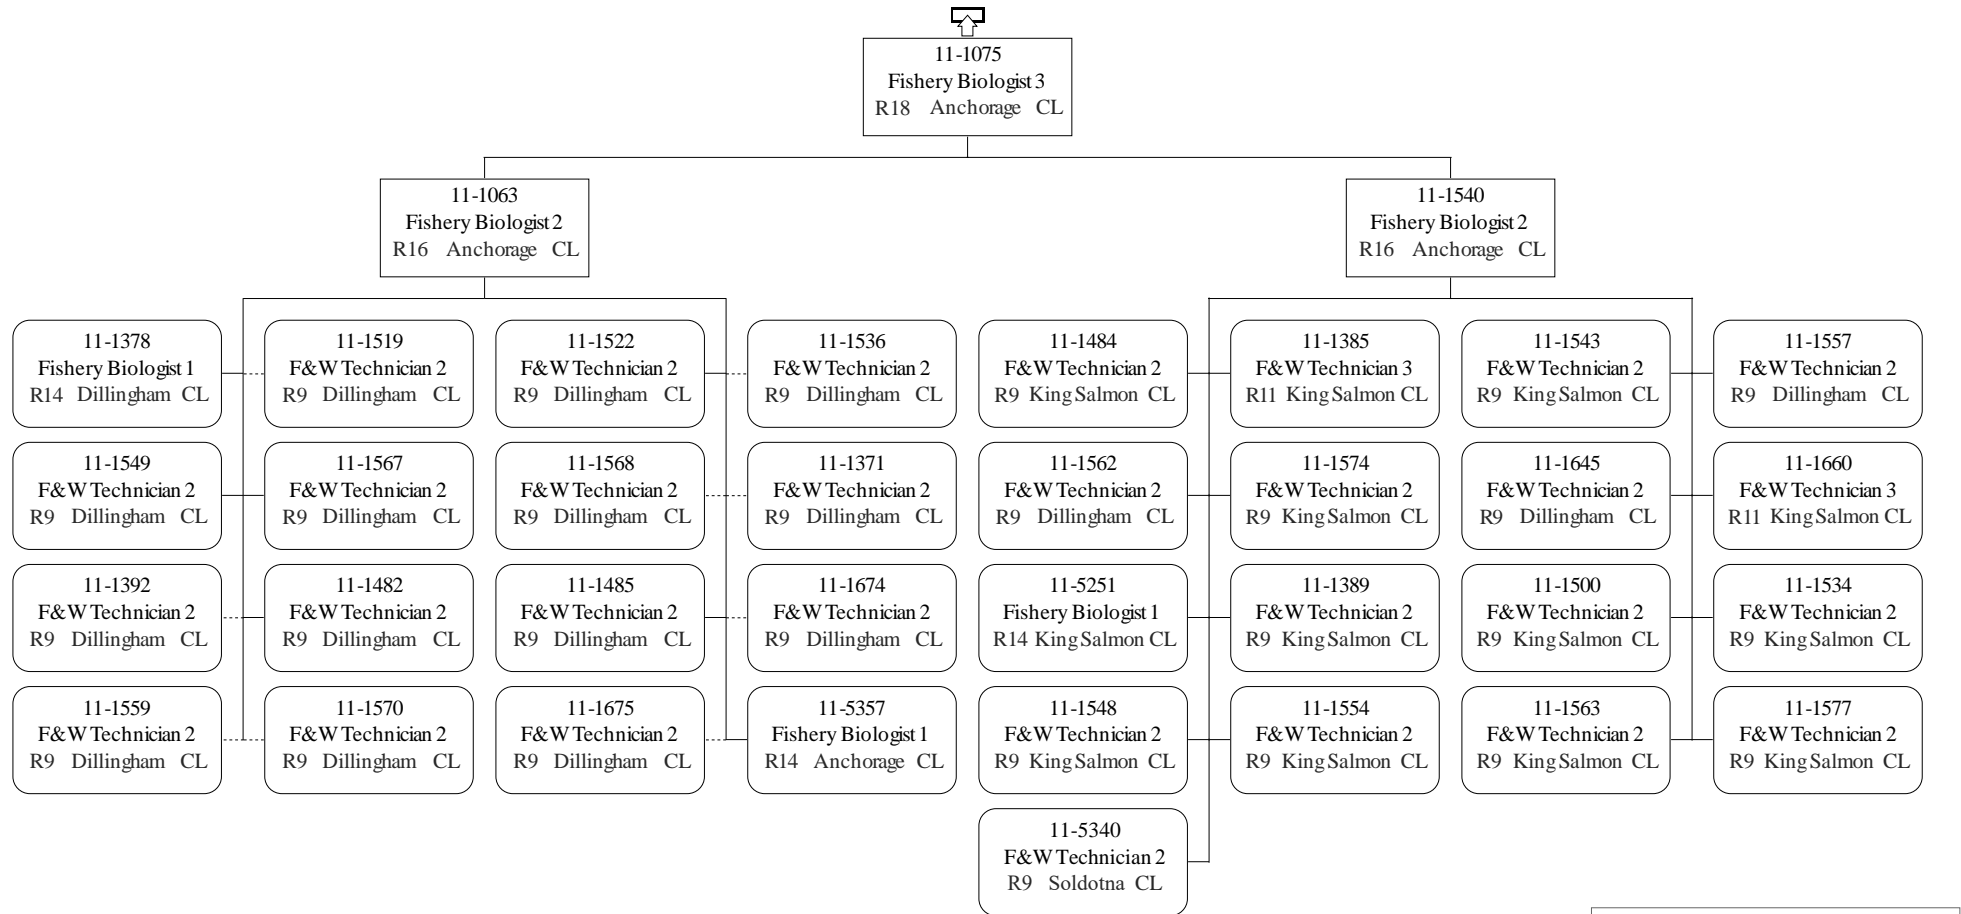 11-1075
Fishery Biologist 3
R18 Anchorage CL
11-1063
Fishery Biologist 2
R16 Anchorage CL
11-1540
Fishery Biologist 2
R16 Anchorage CL
11-1378
Fishery Biologist 1
R14 Dillingham CL
11-1519
F&W Technician 2
R9 Dillingham CL
11-1522
F&W Technician 2
R9 Dillingham CL
11-1536
F&W Technician 2
R9 Dillingham CL
11-1484
F&W Technician 2
R9 King Salmon CL
11-1385
F&W Technician 3
R11 King Salmon CL
11-1543
F&W Technician 2
R9 King Salmon CL
11-1557
F&W Technician 2
R9 Dillingham CL
11-1549
F&W Technician 2
R9 Dillingham CL
11-1567
F&W Technician 2
R9 Dillingham CL
11-1568
F&W Technician 2
R9 Dillingham CL
11-1371
F&W Technician 2
R9 Dillingham CL
11-1562
F&W Technician 2
R9 Dillingham CL
11-1574
F&W Technician 2
R9 King Salmon CL
11-1645
F&W Technician 2
R9 Dillingham CL
11-1660
F&W Technician 3
R11 King Salmon CL
11-1392
F&W Technician 2
R9 Dillingham CL
11-1482
F&W Technician 2
R9 Dillingham CL
11-1485
F&W Technician 2
R9 Dillingham CL
11-1674
F&W Technician 2
R9 Dillingham CL
11-5251
Fishery Biologist 1
R14 King Salmon CL
11-1389
F&W Technician 2
R9 King Salmon CL
11-1500
F&W Technician 2
R9 King Salmon CL
11-1534
F&W Technician 2
R9 King Salmon CL
11-1559
F&W Technician 2
R9 Dillingham CL
11-1570
F&W Technician 2
R9 Dillingham CL
11-1675
F&W Technician 2
R9 Dillingham CL
11-5357
Fishery Biologist 1
R14 Anchorage CL
11-1548
F&W Technician 2
R9 King Salmon CL
11-1554
F&W Technician 2
R9 King Salmon CL
11-1563
F&W Technician 2
R9 King Salmon CL
11-1577
F&W Technician 2
R9 King Salmon CL
11-5340
F&W Technician 2
R9 Soldotna CL